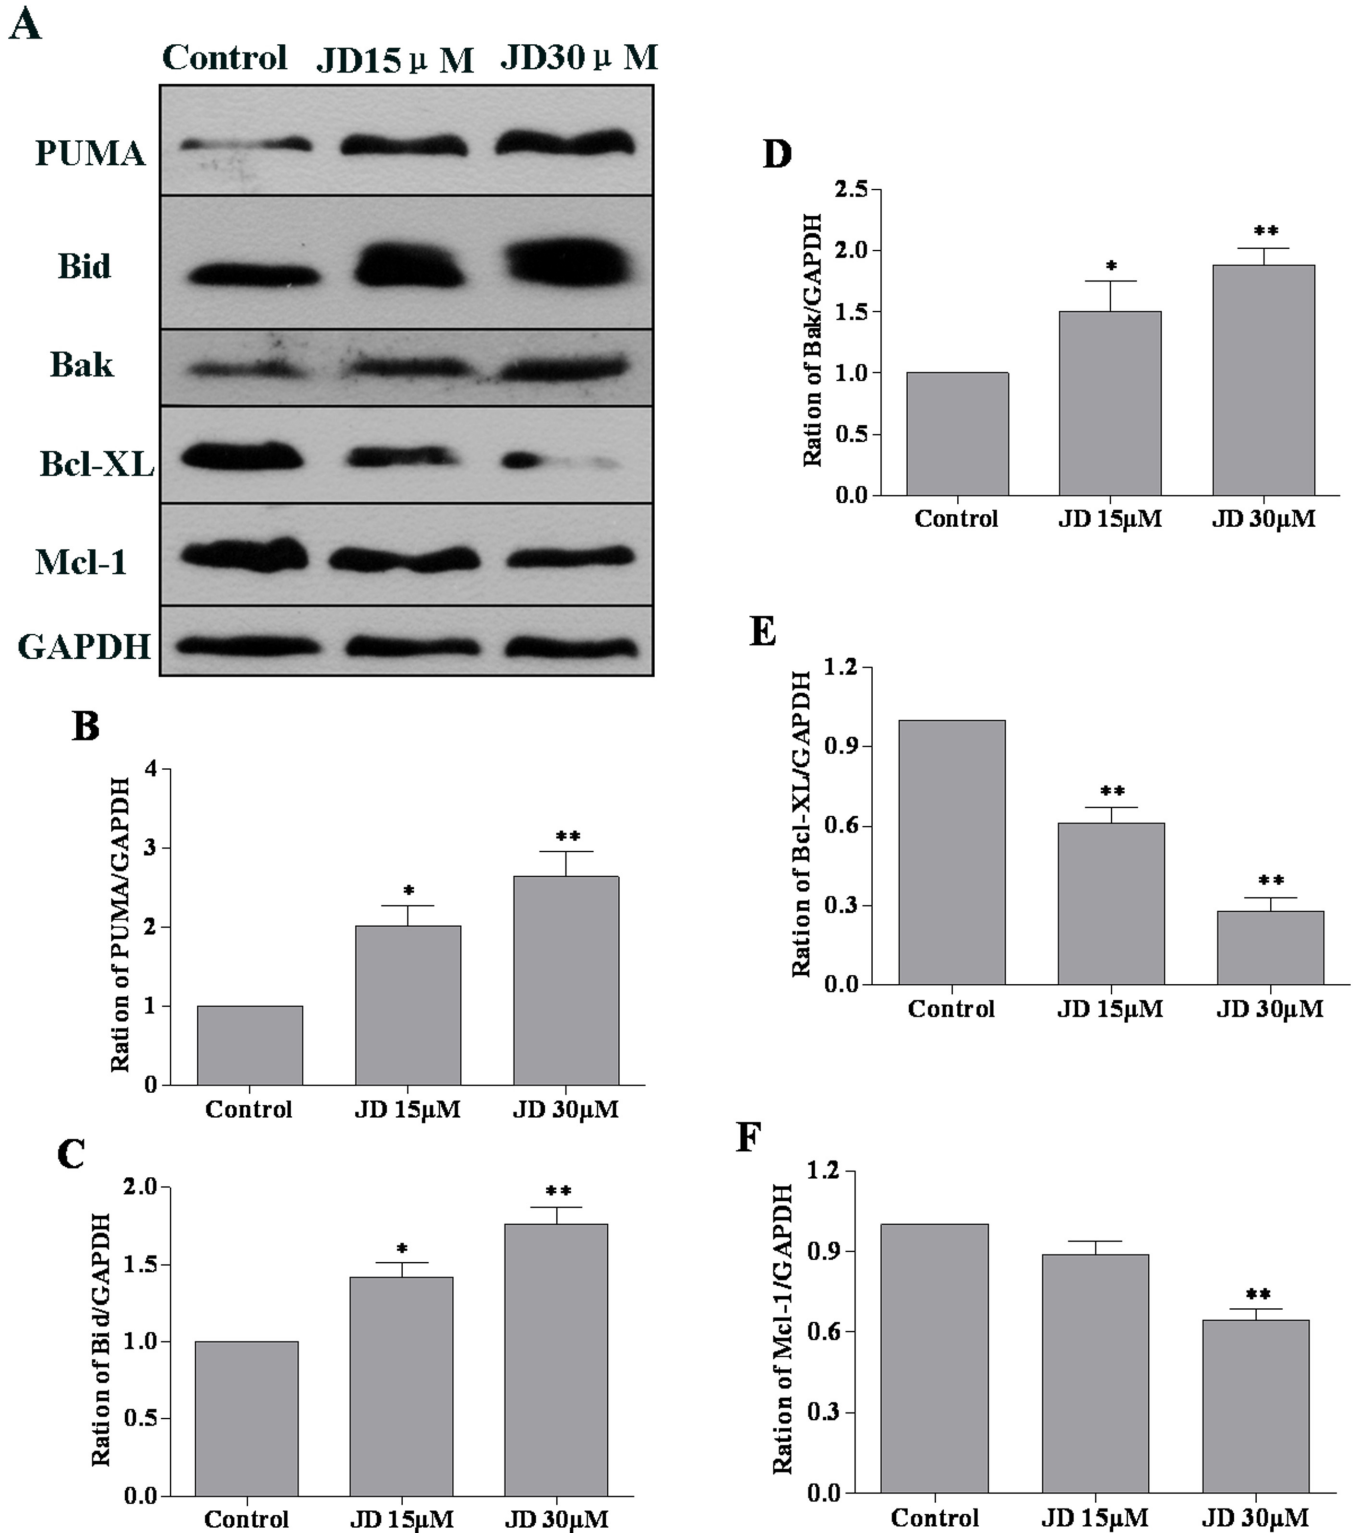 A
Control JD15 μ M JD30 μ M
PUMA
Bid
Bak
Bcl-XL
Mcl-1
GAPDH
B
Ration of PUMA/GAPDH
4
3
2
1
0
*
**
Control JD 15μM JD 30μM
C
Ration of Bid/GAPDH
2.0
1.5
1.0
0.5
0.0
*
**
Control JD 15μM JD 30μM
D
Ration of Bak/GAPDH
2.5
2.0
1.5
1.0
0.5
0.0
*
**
Control JD 15μM JD 30μM
E
Ration of Bcl-XL/GAPDH
1.2
0.9
0.6
0.3
0.0
**
**
Control JD 15μM JD 30μM
F
Ration of Mcl-1/GAPDH
1.2
0.9
0.6
0.3
0.0
**
Control JD 15μM JD 30μM